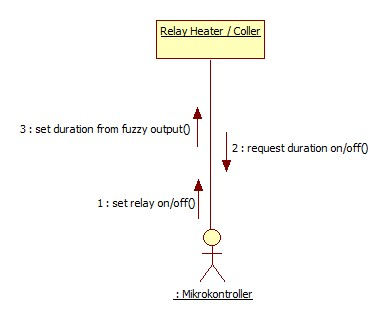 Relay Heater / Coller
3 : set duration from fuzzy output()
2 : request duration on/off()
1 : set relay on/off()
: Mikrokontroller